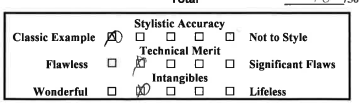 Total /50
Stylistic Accuracy
Classic Example ☒ ☐ ☐ ☐ ☐ Not to Style
Technical Merit
Flawless ☐ ☒ ☐ ☐ ☐ Significant Flaws
Intangibles
Wonderful ☐ ☒ ☐ ☐ ☐ Lifeless